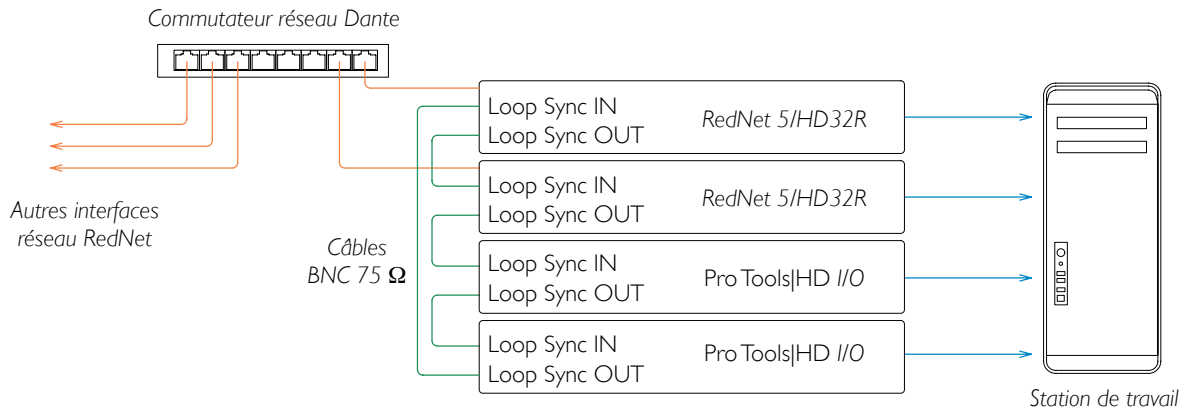 Commutateur réseau Dante
Loop Sync IN
Loop Sync OUT
RedNet 5/HD32R
Loop Sync IN
Loop Sync OUT
RedNet 5/HD32R
Autres interfaces
réseau RedNet
Câbles
BNC 75 Ω
Loop Sync IN
Loop Sync OUT
Pro Tools|HD I/O
Loop Sync IN
Loop Sync OUT
Pro Tools|HD I/O
Station de travail